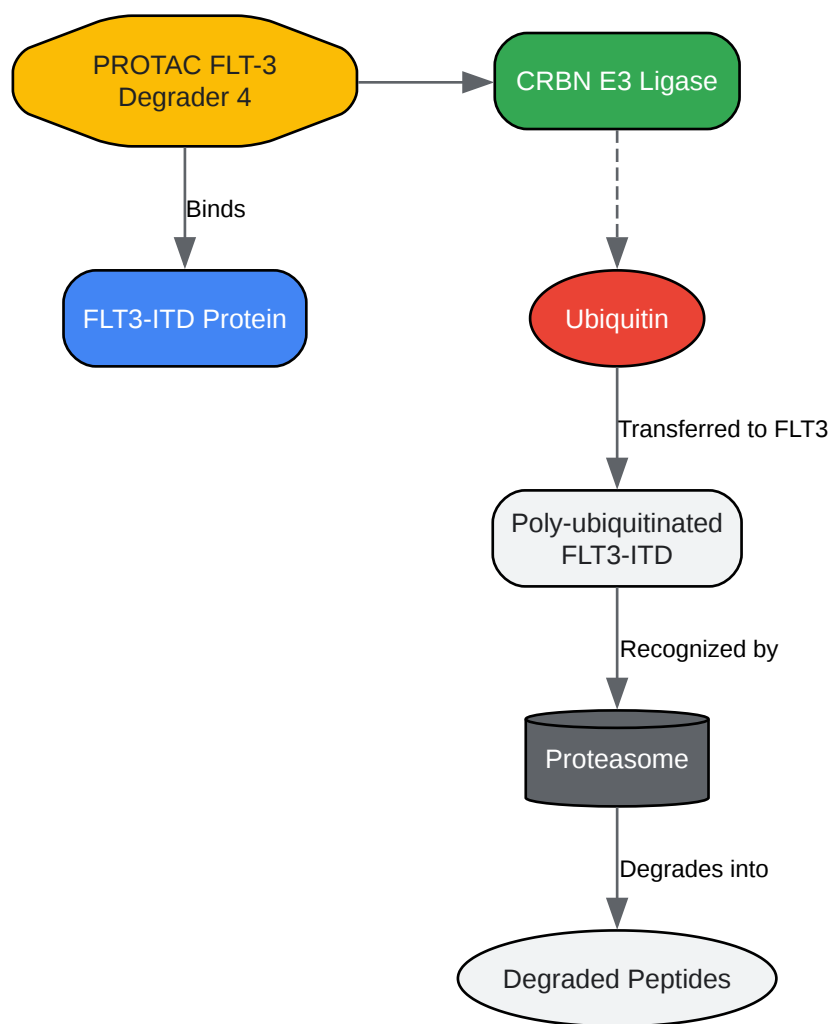 PROTAC FLT-3
Degrader 4
CRBN E3 Ligase
Binds
FLT3-ITD Protein
Ubiquitin
Transferred to FLT3
Poly-ubiquitinated
FLT3-ITD
Recognized by
Proteasome
Degrades into
Degraded Peptides